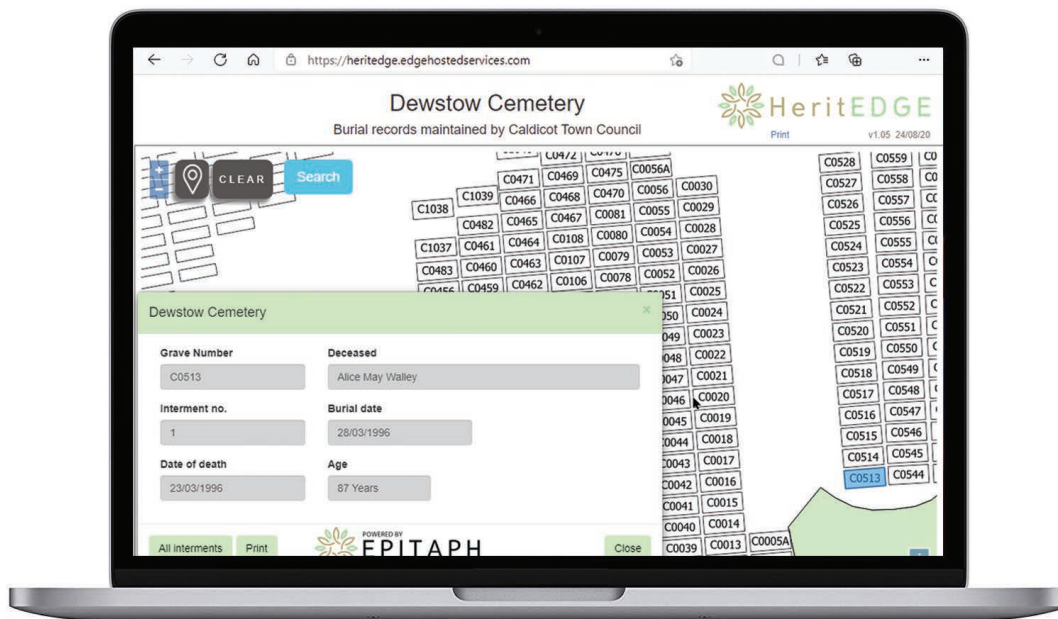 https://heritedge.edgehostedservices.com
Dewstow Cemetery
Burial records maintained by Caldicot Town Council
HeritEDGE
Print v1.05 24/08/20
+
−
CLEAR
Search
C0472
C0471 C0469 C0475 C0056A
C1038 C1039 C0466 C0468 C0470 C0056 C0030
C0482 C0465 C0467 C0081 C0055 C0029
C1037 C0461 C0464 C0108 C0080 C0054 C0028
C0483 C0460 C0463 C0107 C0079 C0053 C0027
C0456 C0459 C0462 C0106 C0078 C0052 C0026
C0025
C0024
C0023
C0022
C0021
C0020
C0019
C0044 C0018
C0043 C0017
C0042 C0016
C0041 C0015
C0040 C0014
C0039 C0013 C0005A
C0528 C0559
C0527 C0558
C0526 C0557
C0525 C0556
C0524 C0555
C0523 C0554
C0522 C0553
C0521 C0552
C0520 C0551
C0519 C0550
C0518 C0549
C0517 C0548
C0516 C0547
C0515 C0546
C0514 C0545
C0513 C0544
Dewstow Cemetery ×
Grave Number Deceased
C0513 Alice May Walley
Interment no. Burial date
1 28/03/1996
Date of death Age
23/03/1996 87 Years
All interments Print
POWERED BY
EPITAPH
Close